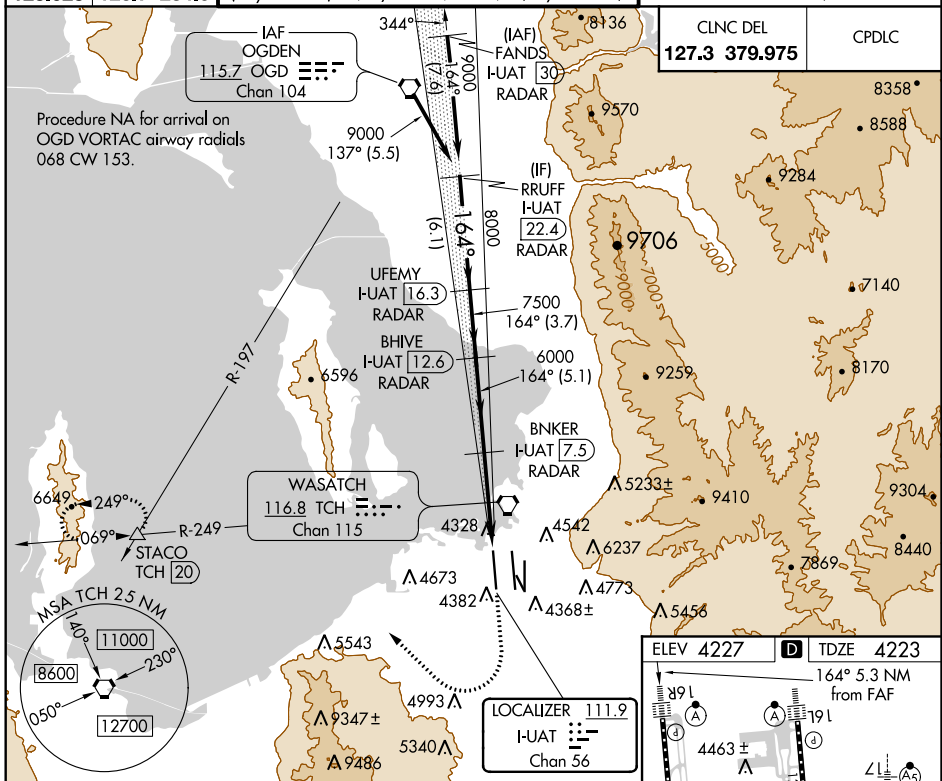 IAF
OGDEN
115.7 OGD
Chan 104
344°
9000
164°
(7.6)
(IAF)
FANDS
I-UAT 30
RADAR
8136
CLNC DEL
127.3 379.975
CPDLC
8358
8588
9570
9284
Procedure NA for arrival on
OGD VORTAC airway radials
068 CW 153.
9000
137° (5.5)
(IF)
RRUFF
I-UAT
22.4
RADAR
8000
164°
(6.1)
9706
5000
7000
9000
7140
UFEMY
I-UAT 16.3
RADAR
7500
164° (3.7)
R-197
BHIVE
I-UAT 12.6
RADAR
6000
164° (5.1)
6596
9259
8170
BNKER
I-UAT 7.5
RADAR
WASATCH
116.8 TCH
Chan 115
5233±
9410
9304
6649
249°
069°
R-249
STACO
TCH 20
4328
4542
6237
8440
7869
4673
4382
4368±
4773
5456
MSA TCH 25 NM
140°
11000
230°
8600
050°
12700
5543
4993
9347±
5340
9486
LOCALIZER 111.9
I-UAT
Chan 56
ELEV 4227
D
TDZE 4223
164° 5.3 NM
from FAF
16R
A
A
16L
P
P
4463 ±
17
A5